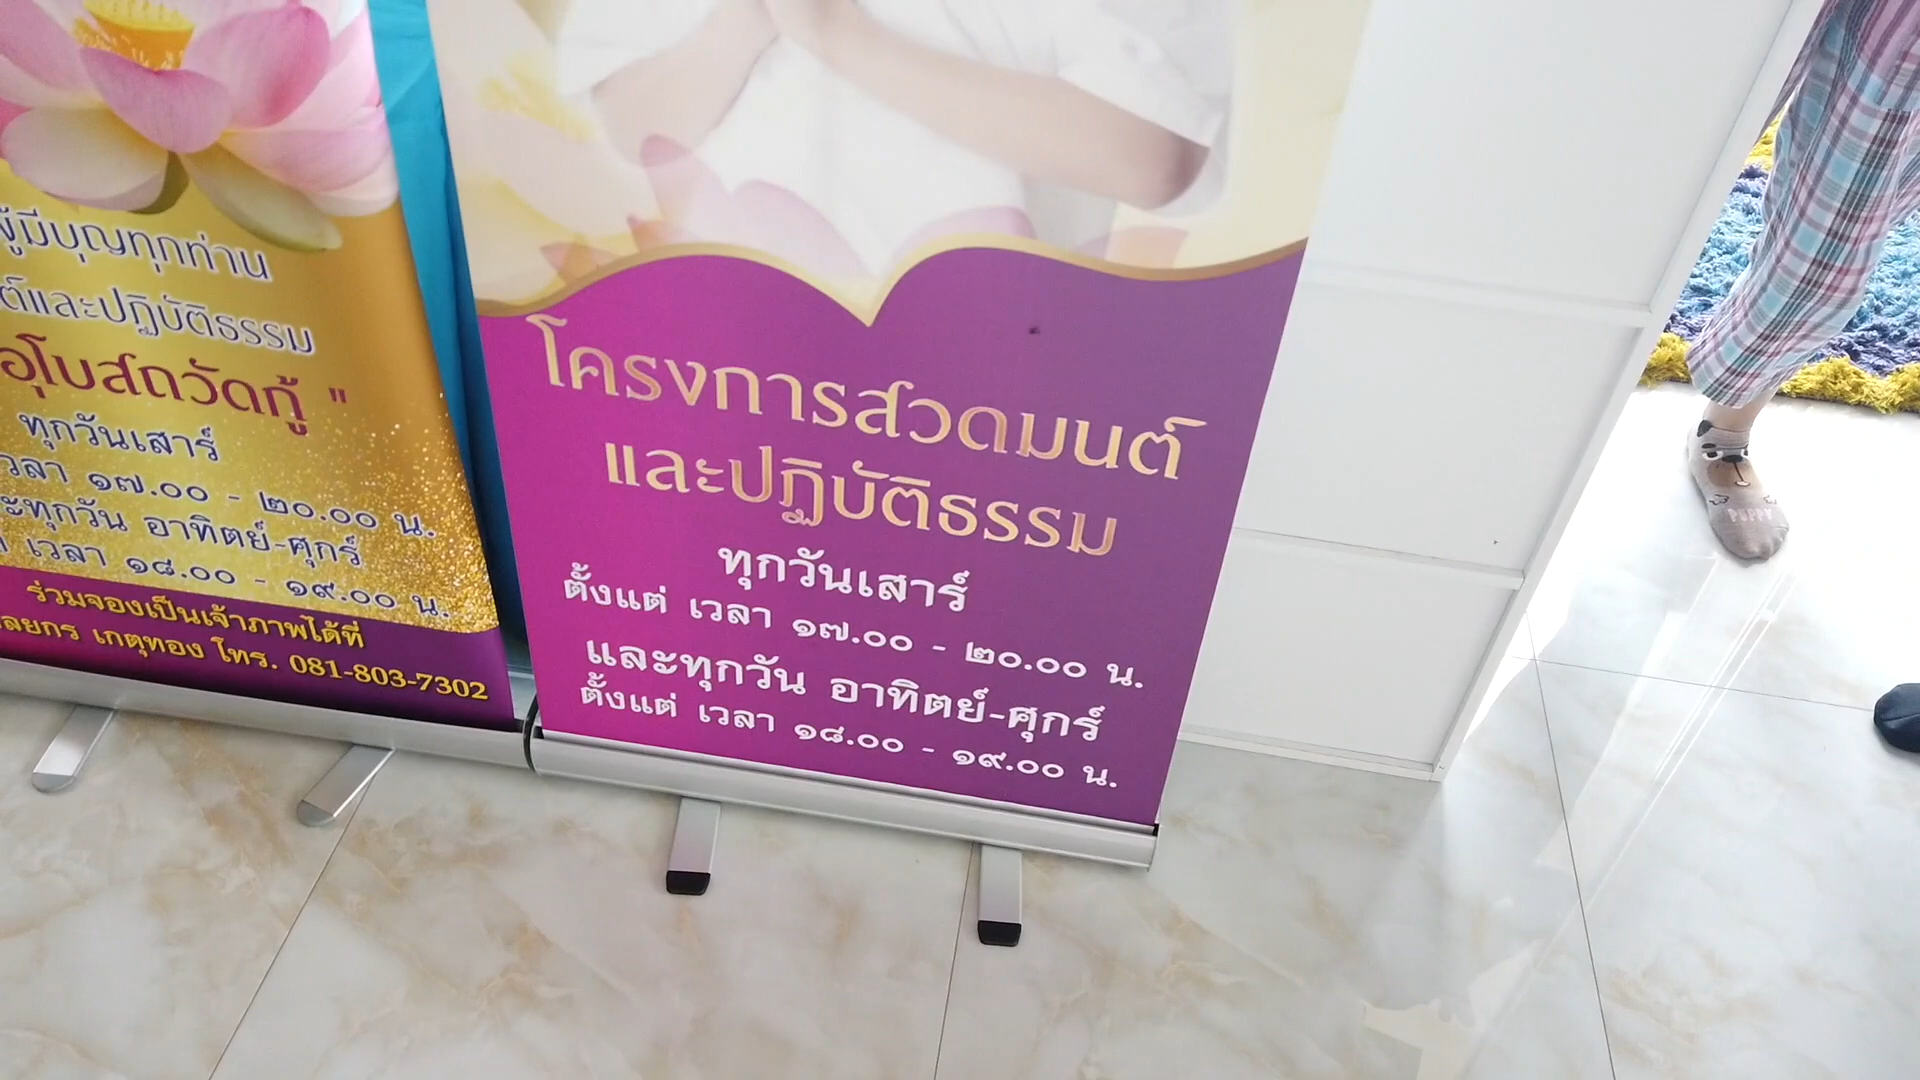 ผู้มีบุญทุกท่าน
และปฏิบัติธรรม
อุโบสถวัดกู้ "
ทุกวันเสาร์
เวลา ๑๗.๐๐ - ๒๐.๐๐ น.
และทุกวัน อาทิตย์-ศุกร์
เวลา ๑๘.๐๐ - ๑๙.๐๐ น.
ร่วมจองเป็นเจ้าภาพได้ที่
เกตุทอง โทร. 081-803-7302
โครงการสวดมนต์
และปฏิบัติธรรม
ทุกวันเสาร์
ตั้งแต่ เวลา ๑๗.๐๐ - ๒๐.๐๐ น.
และทุกวัน อาทิตย์-ศุกร์
ตั้งแต่ เวลา ๑๘.๐๐ - ๑๙.๐๐ น.
PUPPY